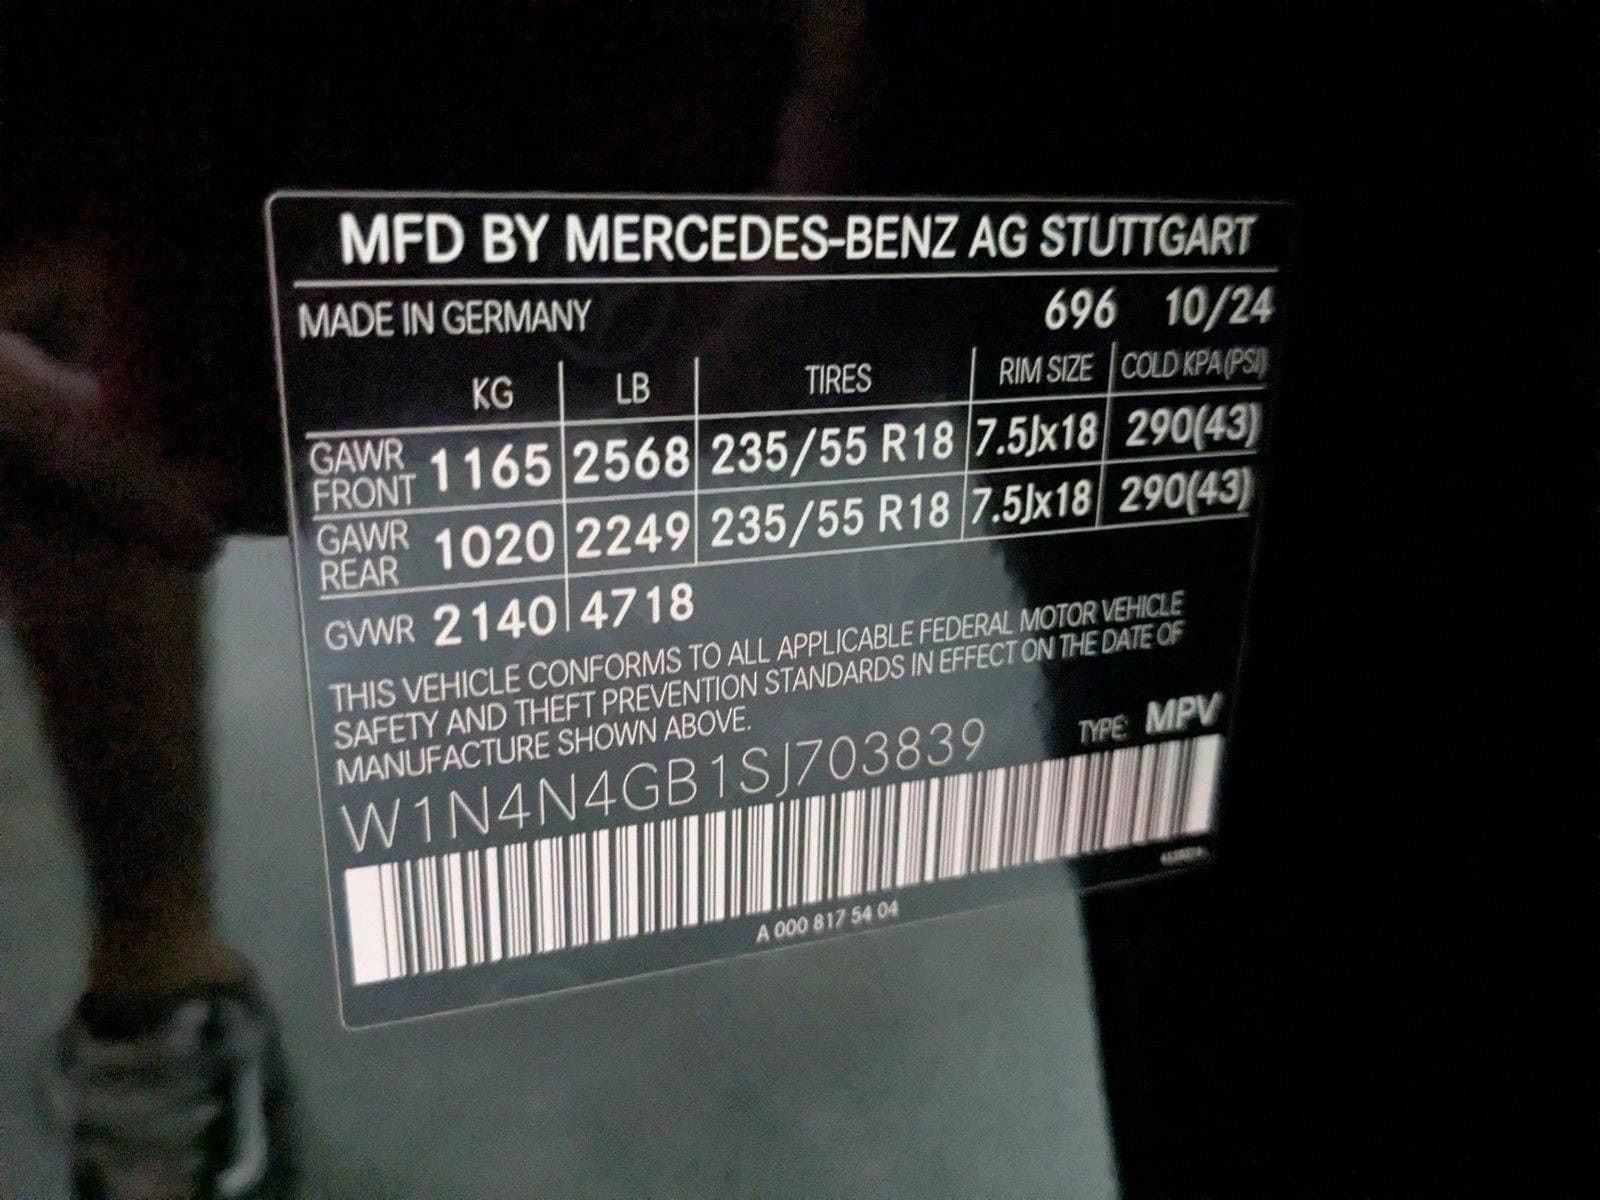 MFD BY MERCEDES-BENZ AG STUTTGART
MADE IN GERMANY 696 10/24
KG LB TIRES RIM SIZE COLD KPA(PSI)
GAWR FRONT 1165 2568 235/55 R18 7.5Jx18 290(43)
GAWR REAR 1020 2249 235/55 R18 7.5Jx18 290(43)
GVWR 2140 4718
THIS VEHICLE CONFORMS TO ALL APPLICABLE FEDERAL MOTOR VEHICLE
SAFETY AND THEFT PREVENTION STANDARDS IN EFFECT ON THE DATE OF
MANUFACTURE SHOWN ABOVE.
W1N4N4GB1SJ703839 TYPE: MPV
A 000 817 54 04